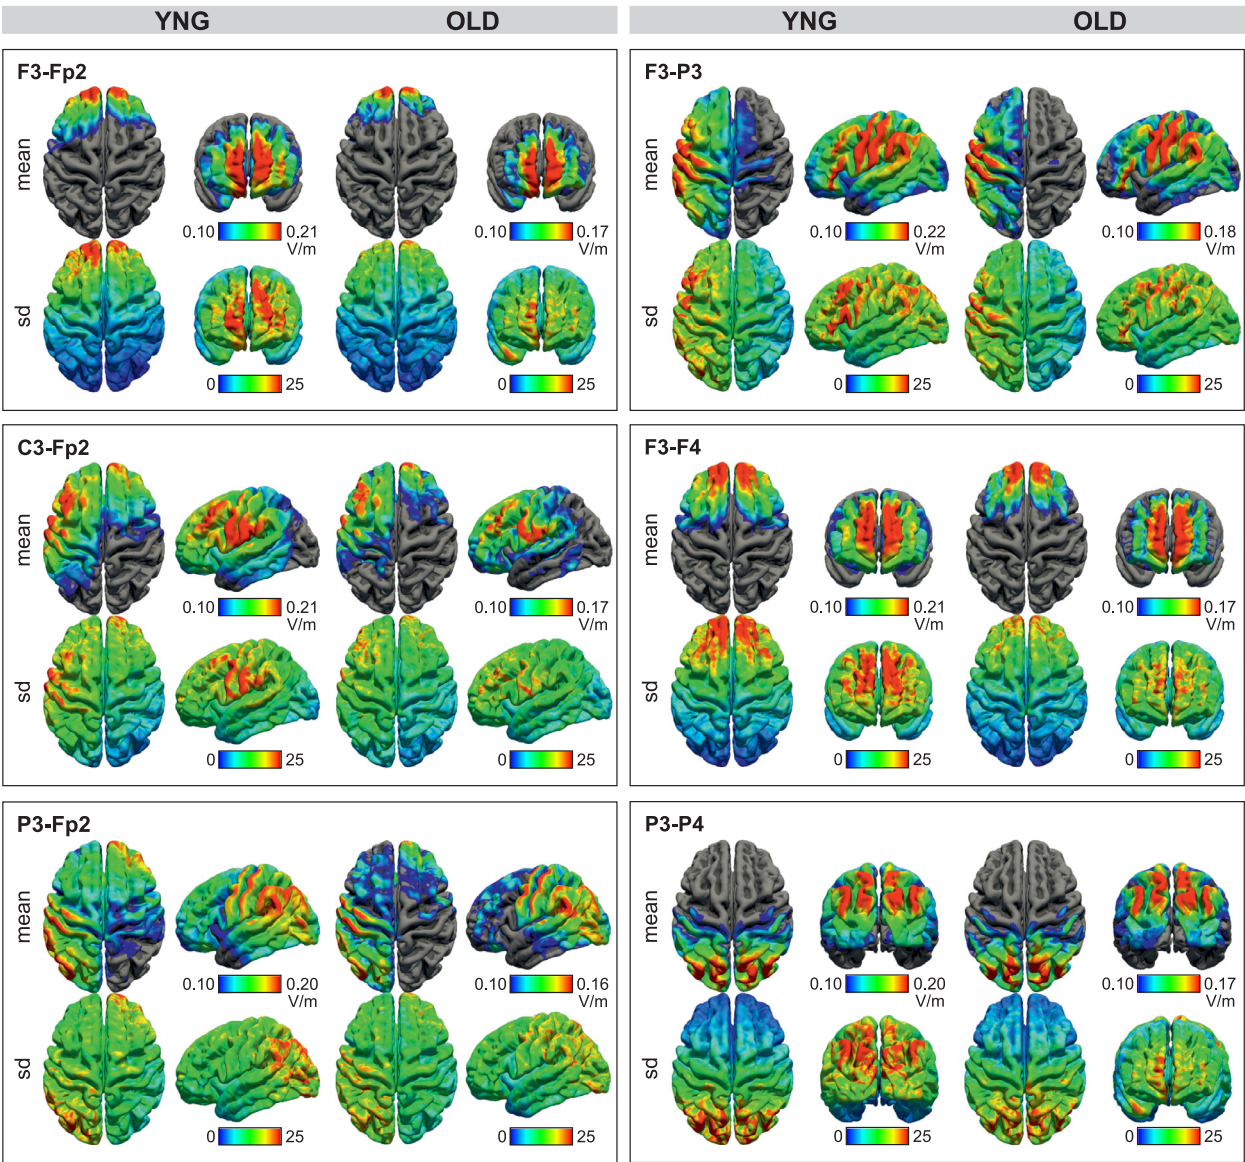 YNG OLD YNG OLD
F3-Fp2
mean
0.10 0.21 V/m
0.10 0.17 V/m
sd
0 25
0 25
F3-P3
mean
0.10 0.22 V/m
0.10 0.18 V/m
sd
0 25
0 25
C3-Fp2
mean
0.10 0.21 V/m
0.10 0.17 V/m
sd
0 25
0 25
F3-F4
mean
0.10 0.21 V/m
0.10 0.17 V/m
sd
0 25
0 25
P3-Fp2
mean
0.10 0.20 V/m
0.10 0.16 V/m
sd
0 25
0 25
P3-P4
mean
0.10 0.20 V/m
0.10 0.17 V/m
sd
0 25
0 25